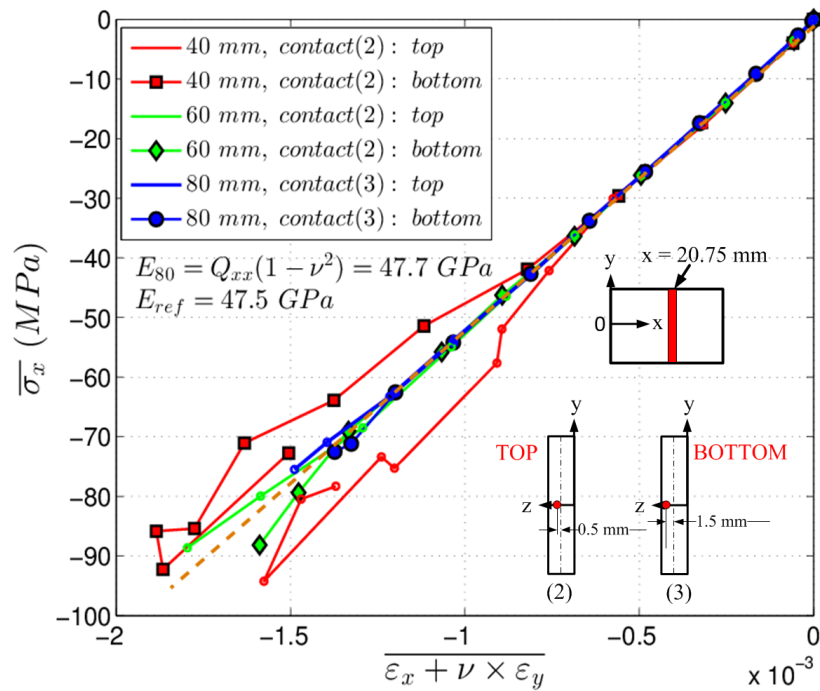 0
−10
−20
−30
−40
−50
−60
−70
−80
−90
−100
σx (MPa)
40 mm, contact(2) : top
40 mm, contact(2) : bottom
60 mm, contact(2) : top
60 mm, contact(2) : bottom
80 mm, contact(3) : top
80 mm, contact(3) : bottom
E80 = Qxx(1 − ν²) = 47.7 GPa
Eref = 47.5 GPa
x = 20.75 mm
y
0
x
y
y
TOP
BOTTOM
z
z
0.5 mm
1.5 mm
(2)
(3)
−2
−1.5
−1
−0.5
0
εx + ν × εy
x 10⁻³